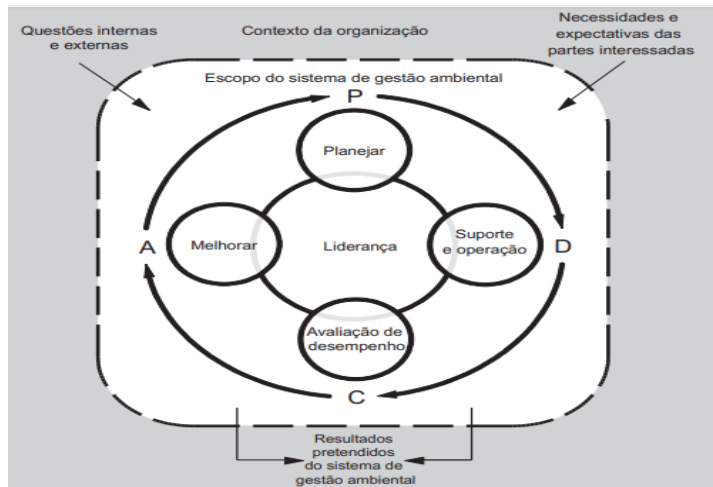 Questões internas
e externas
Contexto da organização
Necessidades e
expectativas das
partes interessadas
Escopo do sistema de gestão ambiental
P
Planejar
A
Melhorar
Liderança
Suporte
e operação
D
Avaliação de
desempenho
C
Resultados
pretendidos
do sistema de
gestão ambiental